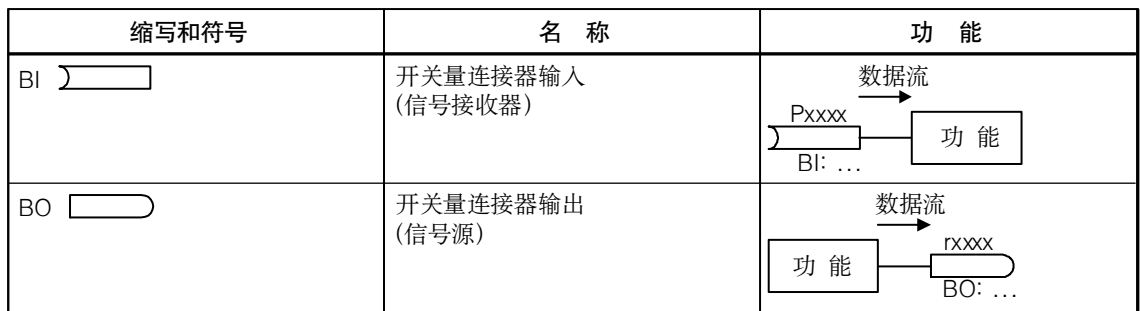 缩写和符号 名 称 功 能
BI 开关量连接器输入
(信号接收器)
数据流
Pxxxx
功 能
BI: ...
BO 开关量连接器输出
(信号源)
数据流
rxxxx
功 能
BO: ...